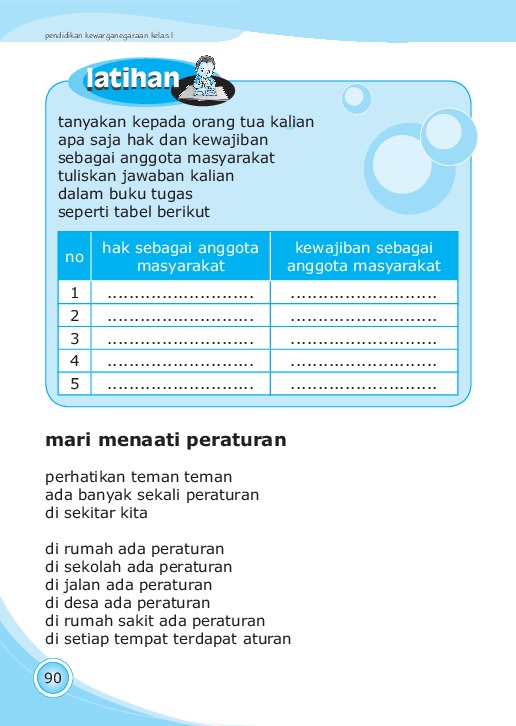 pendidikan kewarganegaraan kelas I
latihan
tanyakan kepada orang tua kalian
apa saja hak dan kewajiban
sebagai anggota masyarakat
tuliskan jawaban kalian
dalam buku tugas
seperti tabel berikut
no hak sebagai anggota masyarakat kewajiban sebagai anggota masyarakat
1 ........................... ...........................
2 ........................... ...........................
3 ........................... ...........................
4 ........................... ...........................
5 ........................... ...........................
mari menaati peraturan
perhatikan teman teman
ada banyak sekali peraturan
di sekitar kita
di rumah ada peraturan
di sekolah ada peraturan
di jalan ada peraturan
di desa ada peraturan
di rumah sakit ada peraturan
di setiap tempat terdapat aturan
90